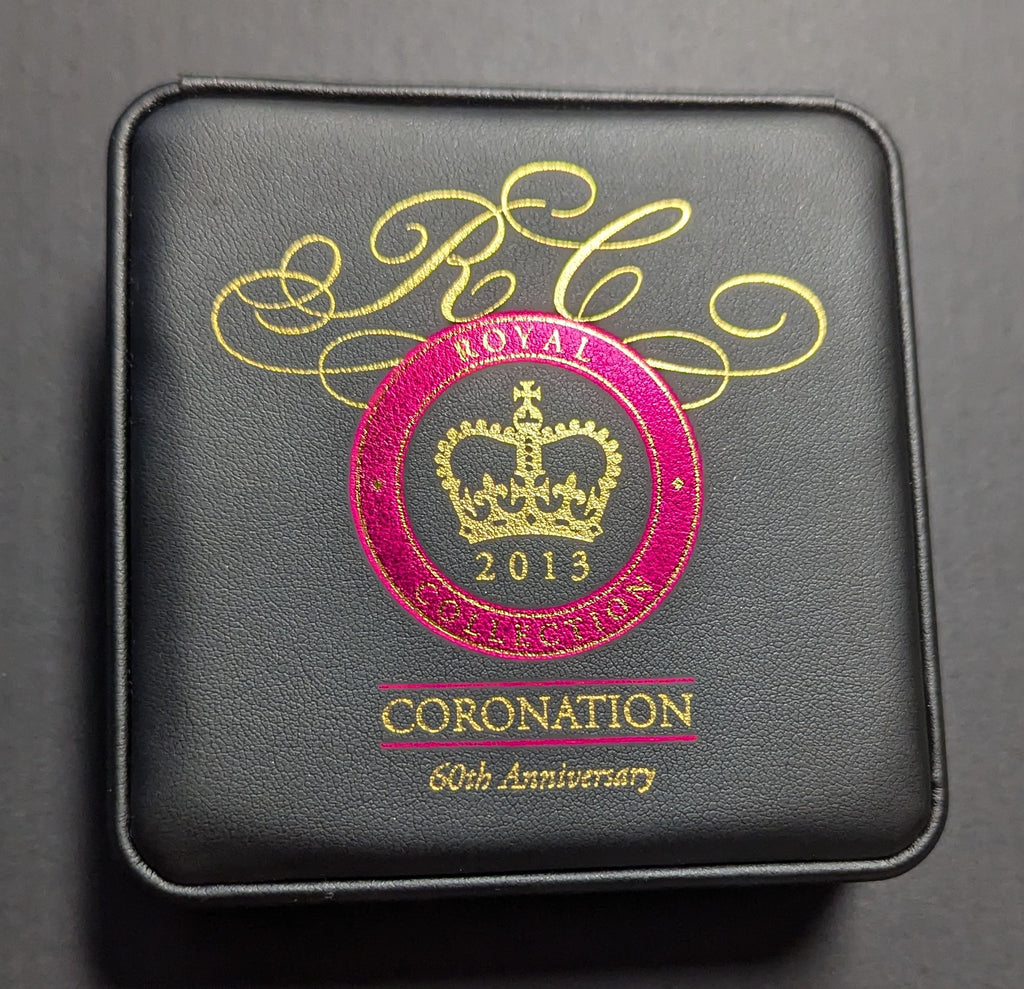 RC
ROYAL
2013
COLLECTION
CORONATION
60th Anniversary